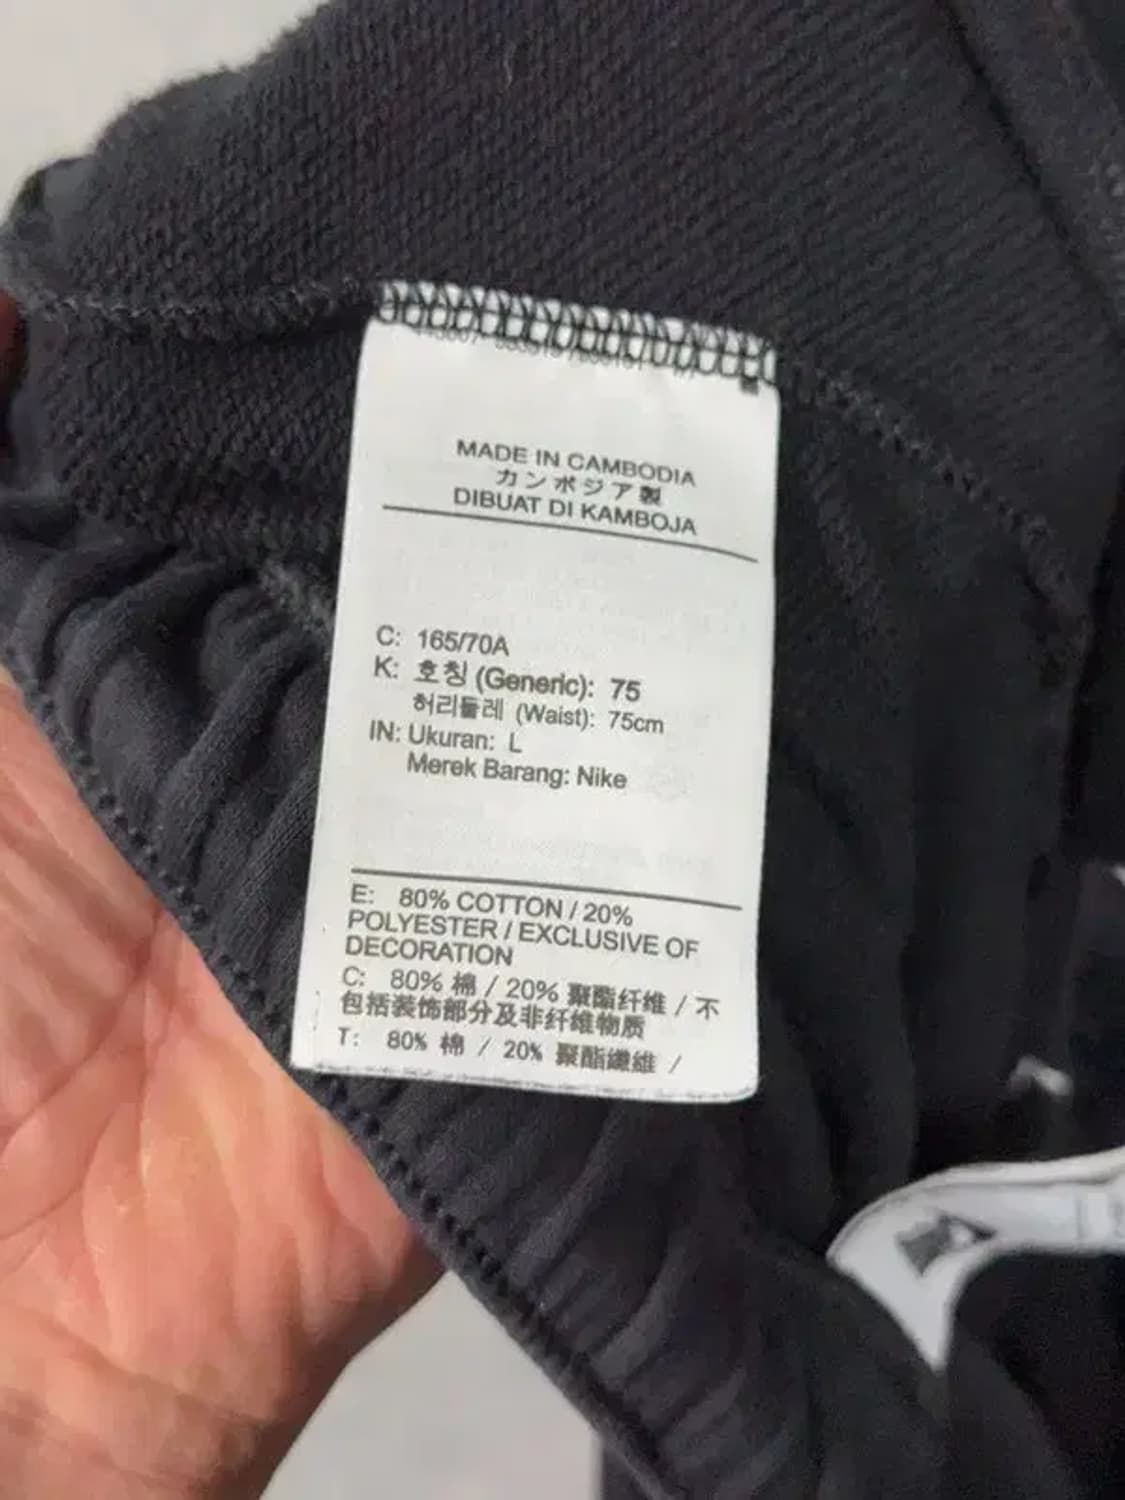 MADE IN CAMBODIA
カンボジア製
DIBUAT DI KAMBOJA
C: 165/70A
K: 호칭 (Generic): 75
허리둘레 (Waist): 75cm
IN: Ukuran: L
Merek Barang: Nike
E: 80% COTTON / 20%
POLYESTER / EXCLUSIVE OF
DECORATION
C: 80% 棉 / 20% 聚酯纤维 / 不
包括装饰部分及非纤维物质
T: 80% 棉 / 20% 聚酯纖維 /